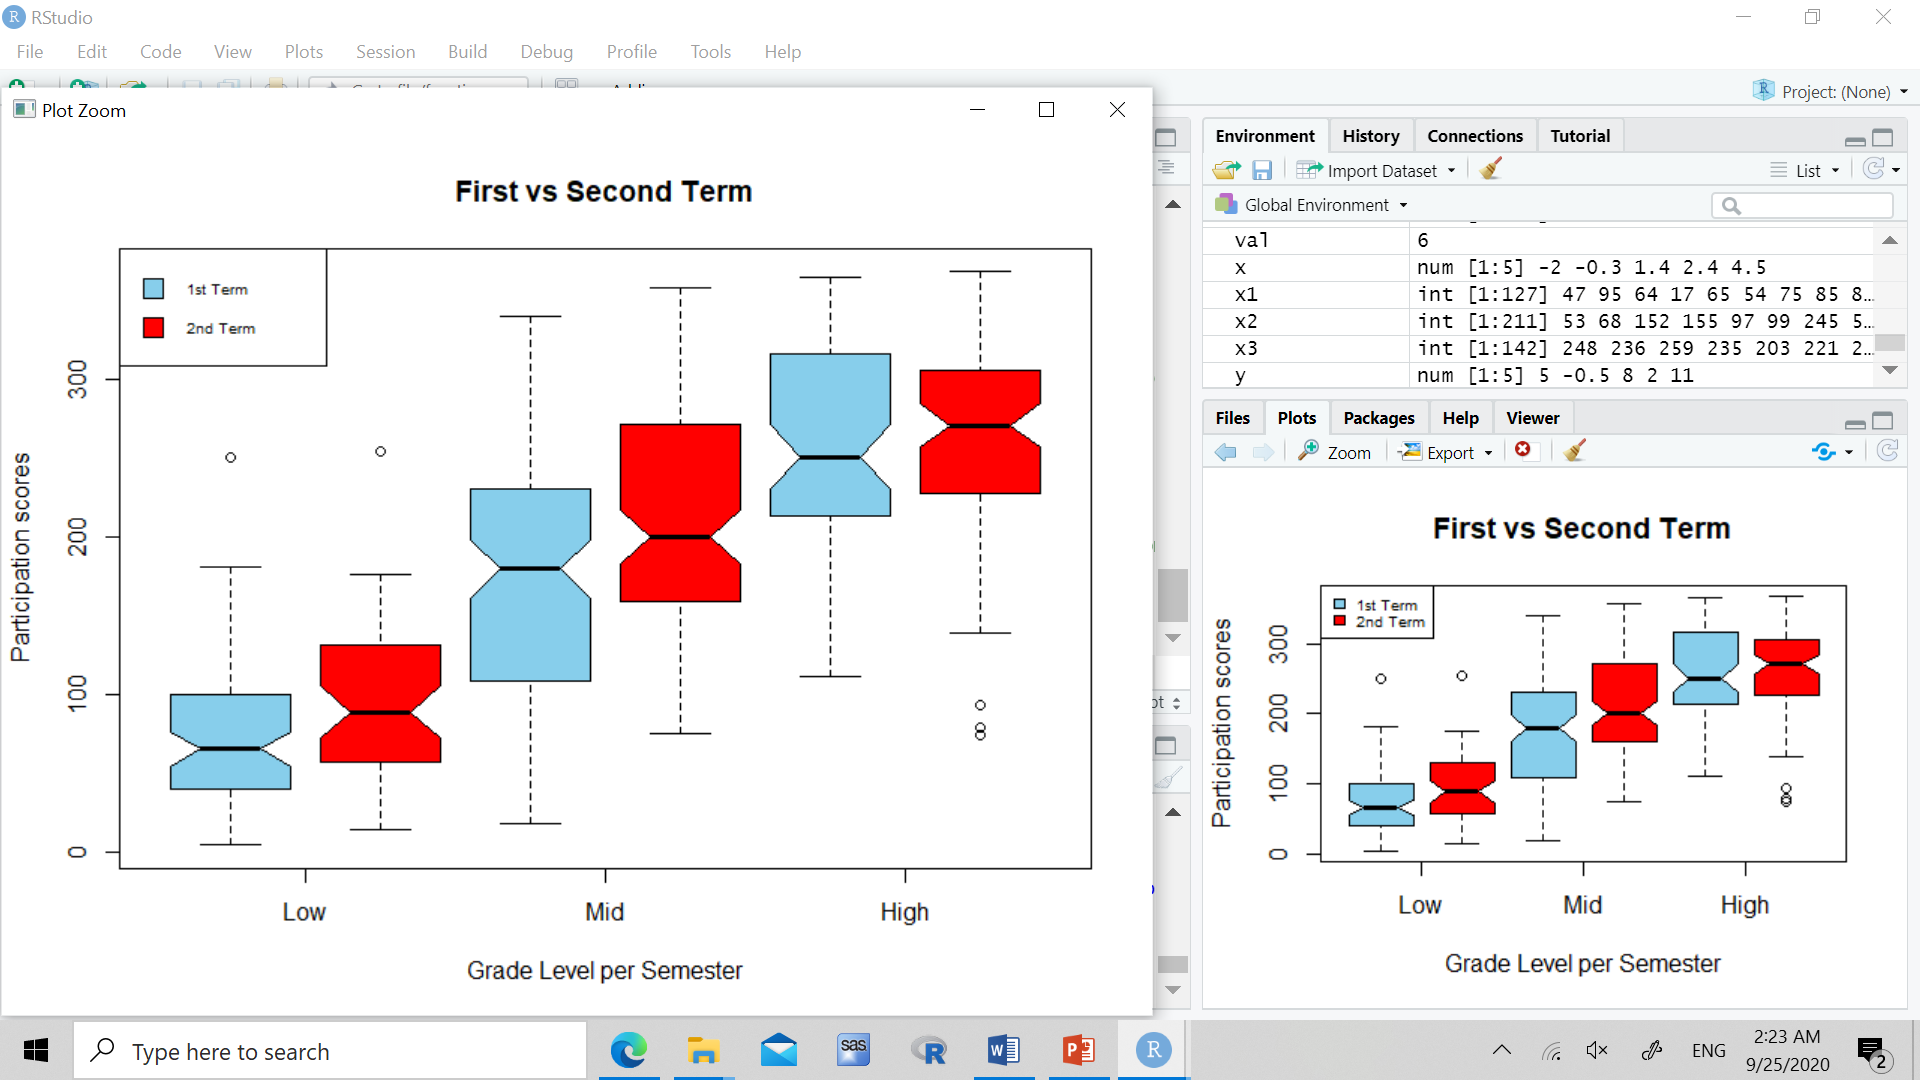 RStudio
File Edit Code View Plots Session Build Debug Profile Tools Help
Project: (None)
Plot Zoom
First vs Second Term
1st Term
2nd Term
Participation scores
0 100 200 300
Low Mid High
Grade Level per Semester
Environment History Connections Tutorial
Import Dataset List
Global Environment
val 6
x num [1:5] -2 -0.3 1.4 2.4 4.5
x1 int [1:127] 47 95 64 17 65 54 75 85 8…
x2 int [1:211] 53 68 152 155 97 99 245 5…
x3 int [1:142] 248 236 259 235 203 221 2…
y num [1:5] 5 -0.5 8 2 11
Files Plots Packages Help Viewer
Zoom Export
First vs Second Term
1st Term
2nd Term
Participation scores
0 100 200 300
Low Mid High
Grade Level per Semester
Type here to search
sas
R
W
P
R
ENG
2:23 AM
9/25/2020
2